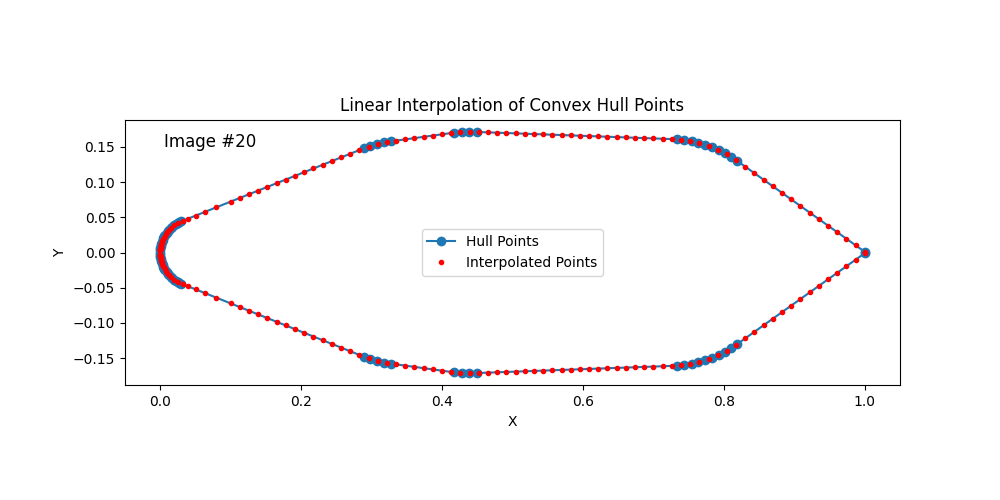 Linear Interpolation of Convex Hull Points
Image #20
Y
0.15
0.10
0.05
0.00
−0.05
−0.10
−0.15
Hull Points
Interpolated Points
0.0 0.2 0.4 0.6 0.8 1.0
X